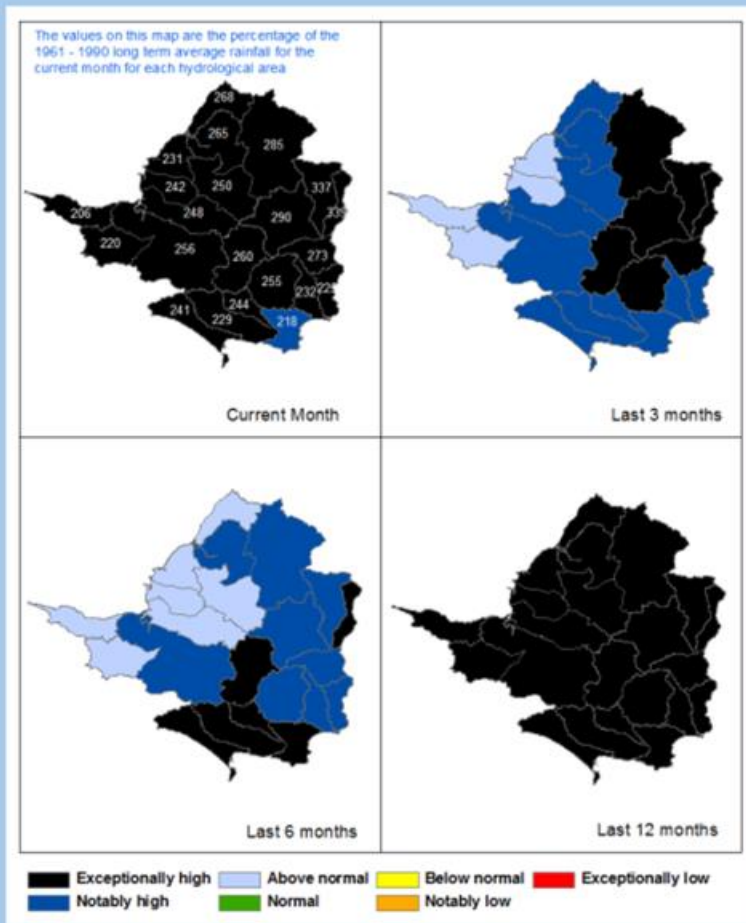 The values on this map are the percentage of the
1961 - 1990 long term average rainfall for the
current month for each hydrological area
268
265
285
231
242
250
337
206
248
290
220
256
260
273
255
232
241
244
229
218
Current Month
Last 3 months
Last 6 months
Last 12 months
Exceptionally high
Above normal
Below normal
Exceptionally low
Notably high
Normal
Notably low